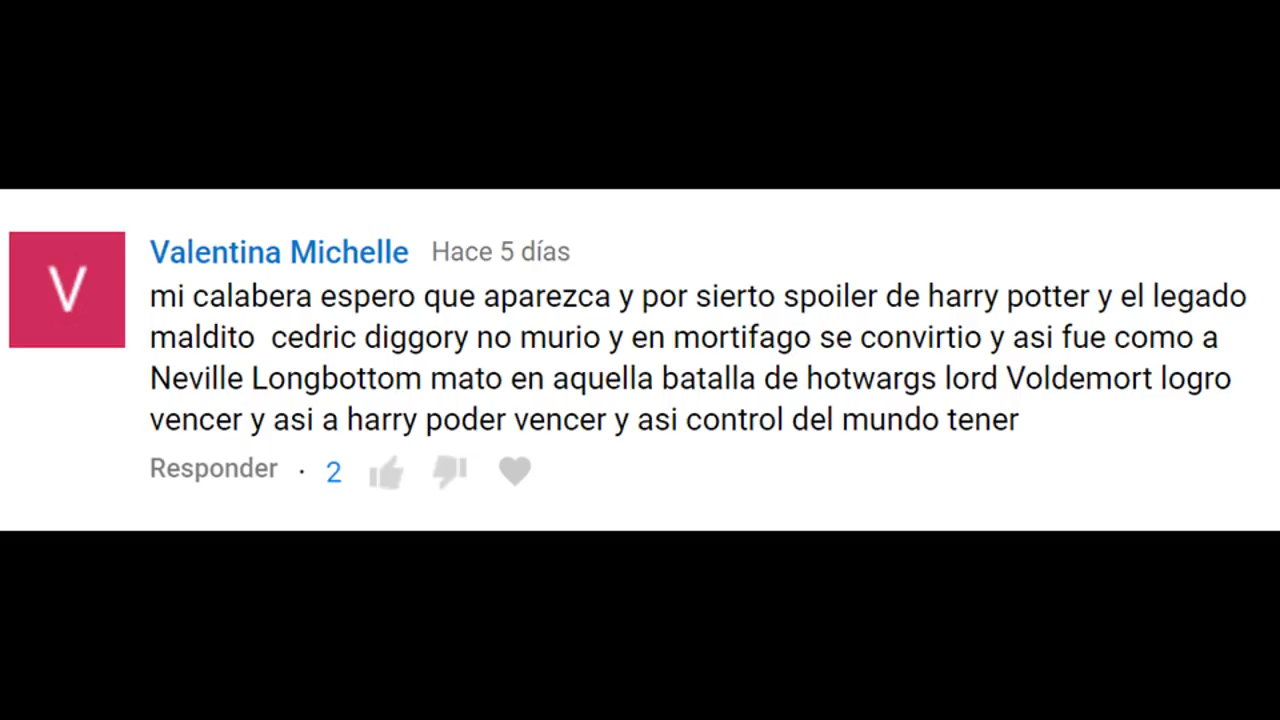 V
Valentina Michelle Hace 5 días
mi calabera espero que aparezca y por sierto spoiler de harry potter y el legado
maldito  cedric diggory no murio y en mortifago se convirtio y asi fue como a
Neville Longbottom mato en aquella batalla de hotwargs lord Voldemort logro
vencer y asi a harry poder vencer y asi control del mundo tener
Responder · 2